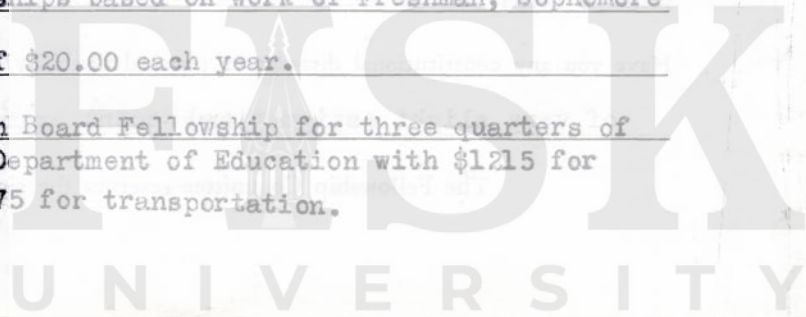 ships based on work of Freshman, Sophomore
$20.00 each year.
Board Fellowship for three quarters of
Department of Education with $1215 for
75 for transportation.
FISK
UNIVERSITY